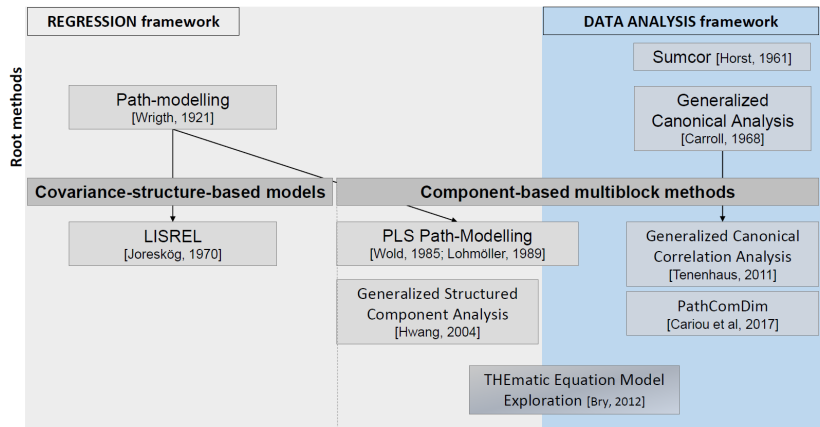 REGRESSION framework
DATA ANALYSIS framework
Root methods
Sumcor [Horst, 1961]
Path-modelling
[Wrigth, 1921]
Generalized
Canonical Analysis
[Carroll, 1968]
Covariance-structure-based models
Component-based multiblock methods
LISREL
[Joreskög, 1970]
PLS Path-Modelling
[Wold, 1985; Lohmöller, 1989]
Generalized Canonical
Correlation Analysis
[Tenenhaus, 2011]
Generalized Structured
Component Analysis
[Hwang, 2004]
PathComDim
[Cariou et al, 2017]
THEmatic Equation Model
Exploration [Bry, 2012]